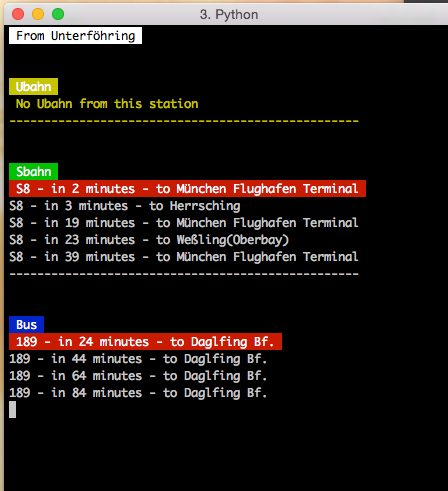 3. Python
From Unterföhring
Ubahn
No Ubahn from this station
--------------------------------------------------
Sbahn
S8 - in 2 minutes - to München Flughafen Terminal
S8 - in 3 minutes - to Herrsching
S8 - in 19 minutes - to München Flughafen Terminal
S8 - in 23 minutes - to Weßling(Oberbay)
S8 - in 39 minutes - to München Flughafen Terminal
--------------------------------------------------
Bus
189 - in 24 minutes - to Daglfing Bf.
189 - in 44 minutes - to Daglfing Bf.
189 - in 64 minutes - to Daglfing Bf.
189 - in 84 minutes - to Daglfing Bf.